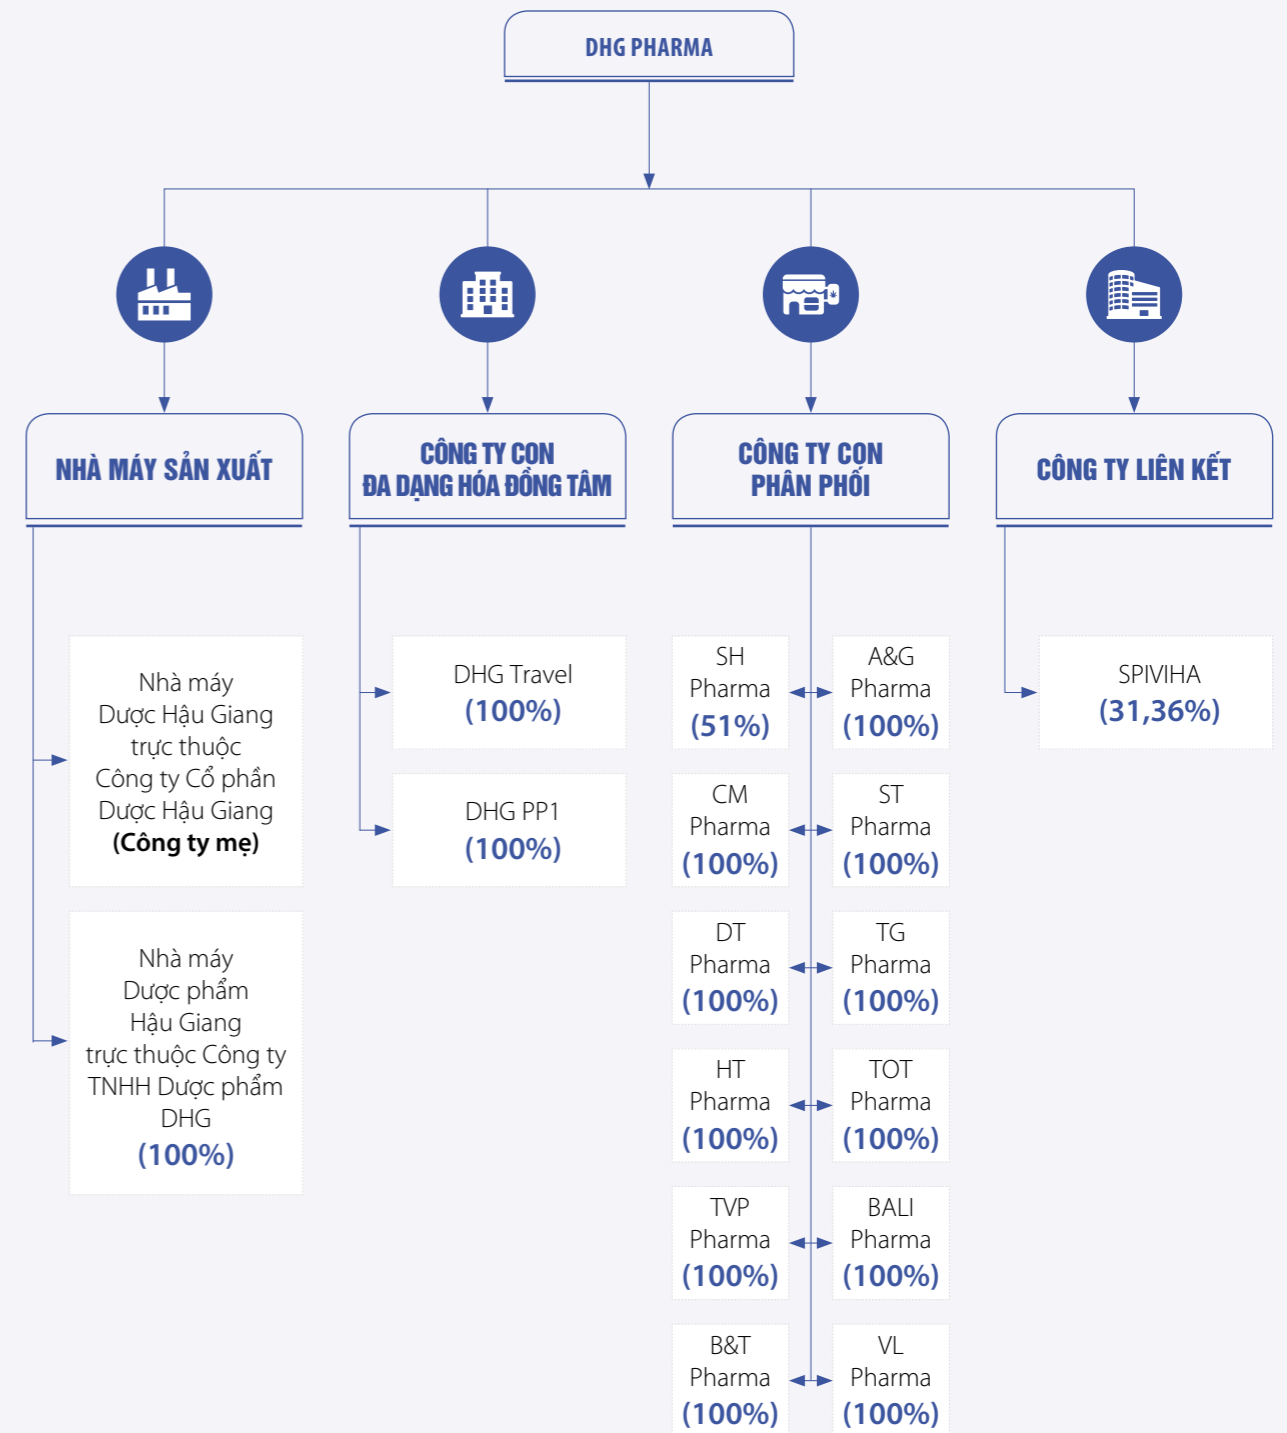 DHG PHARMA
NHÀ MÁY SẢN XUẤT
CÔNG TY CON
ĐA DẠNG HÓA ĐỒNG TÂM
CÔNG TY CON
PHÂN PHỐI
CÔNG TY LIÊN KẾT
Nhà máy
Dược Hậu Giang
trực thuộc
Công ty Cổ phần
Dược Hậu Giang
(Công ty mẹ)
Nhà máy
Dược phẩm
Hậu Giang
trực thuộc Công ty
TNHH Dược phẩm
DHG
(100%)
DHG Travel
(100%)
DHG PP1
(100%)
SH
Pharma
(51%)
A&G
Pharma
(100%)
CM
Pharma
(100%)
ST
Pharma
(100%)
DT
Pharma
(100%)
TG
Pharma
(100%)
HT
Pharma
(100%)
TOT
Pharma
(100%)
TVP
Pharma
(100%)
BALI
Pharma
(100%)
B&T
Pharma
(100%)
VL
Pharma
(100%)
SPIVIHA
(31,36%)